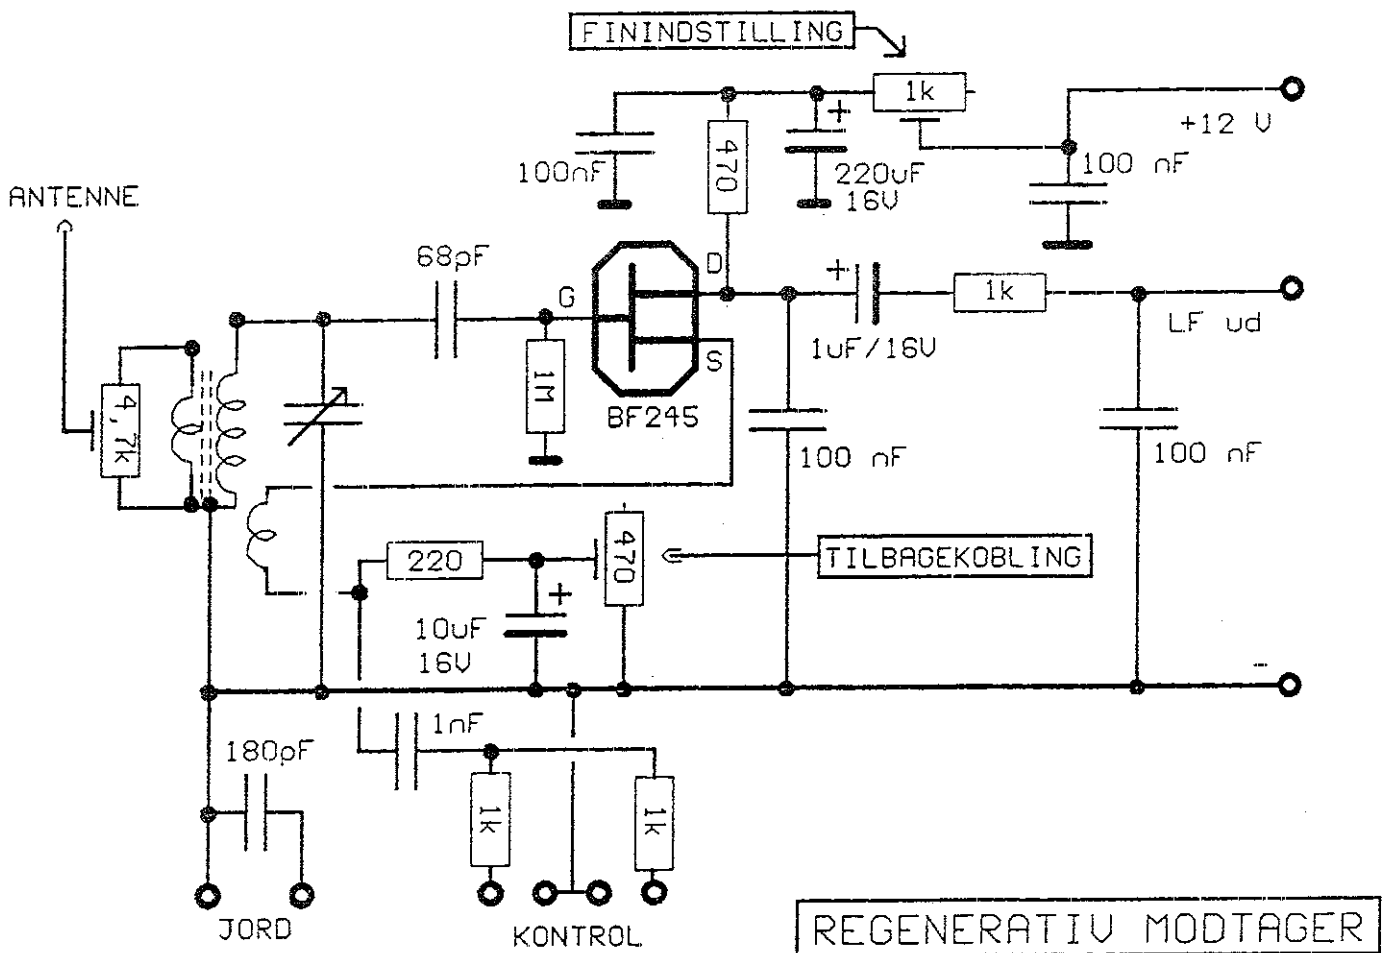 FININDSTILLING
1k
+12 V
100nF
470
+
220uF
16V
100 nF
ANTENNE
68pF
G
D
S
BF245
+
1uF/16V
1k
LF ud
4,7k
1M
100 nF
100 nF
220
470
TILBAGEKOBLING
+
10uF
16V
-
180pF
1nF
1k
1k
JORD
KONTROL
REGENERATIV MODTAGER